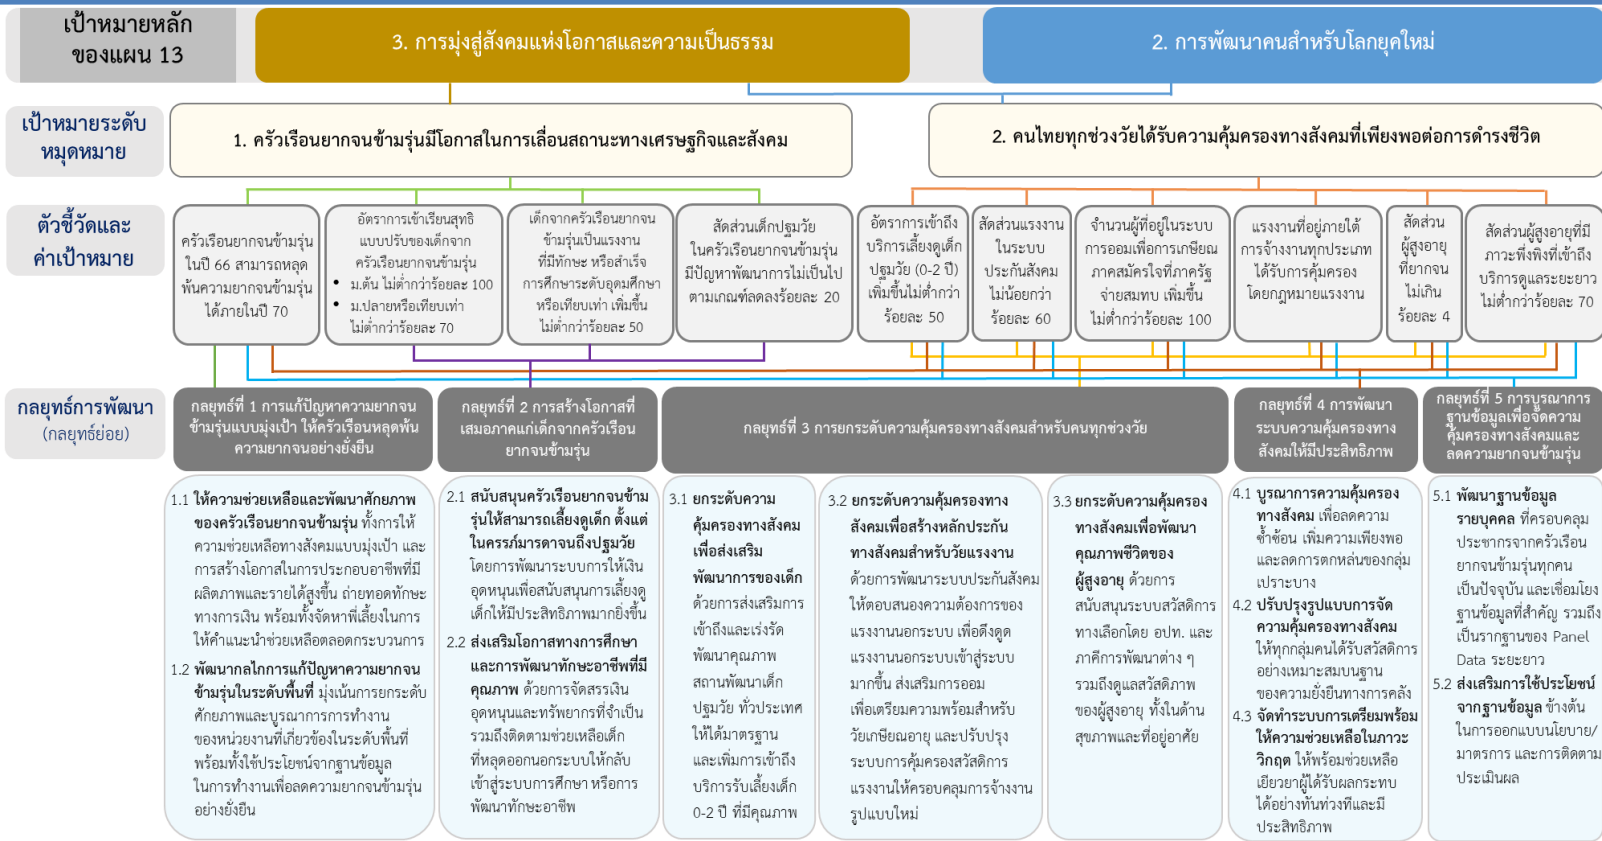 เป้าหมายหลัก
ของแผน 13
3. การมุ่งสู่สังคมแห่งโอกาสและความเป็นธรรม
2. การพัฒนาคนสำหรับโลกยุคใหม่
เป้าหมายระดับ
หมุดหมาย
1. ครัวเรือนยากจนข้ามรุ่นมีโอกาสในการเลื่อนสถานะทางเศรษฐกิจและสังคม
2. คนไทยทุกช่วงวัยได้รับความคุ้มครองทางสังคมที่เพียงพอต่อการดำรงชีวิต
ตัวชี้วัดและ
ค่าเป้าหมาย
ครัวเรือนยากจนข้ามรุ่น
ในปี 66 สามารถหลุด
พ้นความยากจนข้ามรุ่น
ได้ภายในปี 70
อัตราการเข้าเรียนสุทธิ
แบบปรับของเด็กจาก
ครัวเรือนยากจนข้ามรุ่น
• ม.ต้น ไม่ต่ำกว่าร้อยละ 100
• ม.ปลายหรือเทียบเท่า
ไม่ต่ำกว่าร้อยละ 70
เด็กจากครัวเรือนยากจน
ข้ามรุ่นเป็นแรงงาน
ที่มีทักษะ หรือสำเร็จ
การศึกษาระดับอุดมศึกษา
หรือเทียบเท่า เพิ่มขึ้น
ไม่ต่ำกว่าร้อยละ 50
สัดส่วนเด็กปฐมวัย
ในครัวเรือนยากจนข้ามรุ่น
มีปัญหาพัฒนาการไม่เป็นไป
ตามเกณฑ์ลดลงร้อยละ 20
อัตราการเข้าถึง
บริการเลี้ยงดูเด็ก
ปฐมวัย (0-2 ปี)
เพิ่มขึ้นไม่ต่ำกว่า
ร้อยละ 50
สัดส่วนแรงงาน
ในระบบ
ประกันสังคม
ไม่น้อยกว่า
ร้อยละ 60
จำนวนผู้ที่อยู่ในระบบ
การออมเพื่อการเกษียณ
ภาคสมัครใจที่ภาครัฐ
จ่ายสมทบ เพิ่มขึ้น
ไม่ต่ำกว่าร้อยละ 100
แรงงานที่อยู่ภายใต้
การจ้างงานทุกประเภท
ได้รับการคุ้มครอง
โดยกฎหมายแรงงาน
สัดส่วน
ผู้สูงอายุ
ที่ยากจน
ไม่เกิน
ร้อยละ 4
สัดส่วนผู้สูงอายุที่มี
ภาวะพึ่งพิงที่เข้าถึง
บริการดูแลระยะยาว
ไม่ต่ำกว่าร้อยละ 70
กลยุทธ์การพัฒนา
(กลยุทธ์ย่อย)
กลยุทธ์ที่ 1 การแก้ปัญหาความยากจน
ข้ามรุ่นแบบมุ่งเป้า ให้ครัวเรือนหลุดพ้น
ความยากจนอย่างยั่งยืน
กลยุทธ์ที่ 2 การสร้างโอกาสที่
เสมอภาคแก่เด็กจากครัวเรือน
ยากจนข้ามรุ่น
กลยุทธ์ที่ 3 การยกระดับความคุ้มครองทางสังคมสำหรับคนทุกช่วงวัย
กลยุทธ์ที่ 4 การพัฒนา
ระบบความคุ้มครองทาง
สังคมให้มีประสิทธิภาพ
กลยุทธ์ที่ 5 การบูรณาการ
ฐานข้อมูลเพื่อจัดความ
คุ้มครองทางสังคมและ
ลดความยากจนข้ามรุ่น
1.1 ให้ความช่วยเหลือและพัฒนาศักยภาพ
ของครัวเรือนยากจนข้ามรุ่น ทั้งการให้
ความช่วยเหลือทางสังคมแบบมุ่งเป้า และ
การสร้างโอกาสในการประกอบอาชีพที่มี
ผลิตภาพและรายได้สูงขึ้น ถ่ายทอดทักษะ
ทางการเงิน พร้อมทั้งจัดหาพี่เลี้ยงในการ
ให้คำแนะนำช่วยเหลือตลอดกระบวนการ
1.2 พัฒนากลไกการแก้ปัญหาความยากจน
ข้ามรุ่นในระดับพื้นที่ มุ่งเน้นการยกระดับ
ศักยภาพและบูรณาการการทำงาน
ของหน่วยงานที่เกี่ยวข้องในระดับพื้นที่
พร้อมทั้งใช้ประโยชน์จากฐานข้อมูล
ในการทำงานเพื่อลดความยากจนข้ามรุ่น
อย่างยั่งยืน
2.1 สนับสนุนครัวเรือนยากจนข้าม
รุ่นให้สามารถเลี้ยงดูเด็ก ตั้งแต่
ในครรภ์มารดาจนถึงปฐมวัย
โดยการพัฒนาระบบการให้เงิน
อุดหนุนเพื่อสนับสนุนการเลี้ยงดู
เด็กให้มีประสิทธิภาพมากยิ่งขึ้น
2.2 ส่งเสริมโอกาสทางการศึกษา
และการพัฒนาทักษะอาชีพที่มี
คุณภาพ ด้วยการจัดสรรเงิน
อุดหนุนและทรัพยากรที่จำเป็น
รวมถึงติดตามช่วยเหลือเด็ก
ที่หลุดออกนอกระบบให้กลับ
เข้าสู่ระบบการศึกษา หรือการ
พัฒนาทักษะอาชีพ
3.1 ยกระดับความ
คุ้มครองทางสังคม
เพื่อส่งเสริม
พัฒนาการของเด็ก
ด้วยการส่งเสริมการ
เข้าถึงและเร่งรัด
พัฒนาคุณภาพ
สถานพัฒนาเด็ก
ปฐมวัย ทั่วประเทศ
ให้ได้มาตรฐาน
และเพิ่มการเข้าถึง
บริการรับเลี้ยงเด็ก
0-2 ปี ที่มีคุณภาพ
3.2 ยกระดับความคุ้มครองทาง
สังคมเพื่อสร้างหลักประกัน
ทางสังคมสำหรับวัยแรงงาน
ด้วยการพัฒนาระบบประกันสังคม
ให้ตอบสนองความต้องการของ
แรงงานนอกระบบ เพื่อดึงดูด
แรงงานนอกระบบเข้าสู่ระบบ
มากขึ้น ส่งเสริมการออม
เพื่อเตรียมความพร้อมสำหรับ
วัยเกษียณอายุ และปรับปรุง
ระบบการคุ้มครองสวัสดิการ
แรงงานให้ครอบคลุมการจ้างงาน
รูปแบบใหม่
3.3 ยกระดับความคุ้มครอง
ทางสังคมเพื่อพัฒนา
คุณภาพชีวิตของ
ผู้สูงอายุ ด้วยการ
สนับสนุนระบบสวัสดิการ
ทางเลือกโดย อปท. และ
ภาคีการพัฒนาต่าง ๆ
รวมถึงดูแลสวัสดิภาพ
ของผู้สูงอายุ ทั้งในด้าน
สุขภาพและที่อยู่อาศัย
4.1 บูรณาการความคุ้มครอง
ทางสังคม เพื่อลดความ
ซ้ำซ้อน เพิ่มความเพียงพอ
และลดการตกหล่นของกลุ่ม
เปราะบาง
4.2 ปรับปรุงรูปแบบการจัด
ความคุ้มครองทางสังคม
ให้ทุกกลุ่มคนได้รับสวัสดิการ
อย่างเหมาะสมบนฐาน
ของความยั่งยืนทางการคลัง
4.3 จัดทำระบบการเตรียมพร้อม
ให้ความช่วยเหลือในภาวะ
วิกฤต ให้พร้อมช่วยเหลือ
เยียวยาผู้ได้รับผลกระทบ
ได้อย่างทันท่วงทีและมี
ประสิทธิภาพ
5.1 พัฒนาฐานข้อมูล
รายบุคคล ที่ครอบคลุม
ประชากรจากครัวเรือน
ยากจนข้ามรุ่นทุกคน
เป็นปัจจุบัน และเชื่อมโยง
ฐานข้อมูลที่สำคัญ รวมถึง
เป็นรากฐานของ Panel
Data ระยะยาว
5.2 ส่งเสริมการใช้ประโยชน์
จากฐานข้อมูล ข้างต้น
ในการออกแบบนโยบาย/
มาตรการ และการติดตาม
ประเมินผล